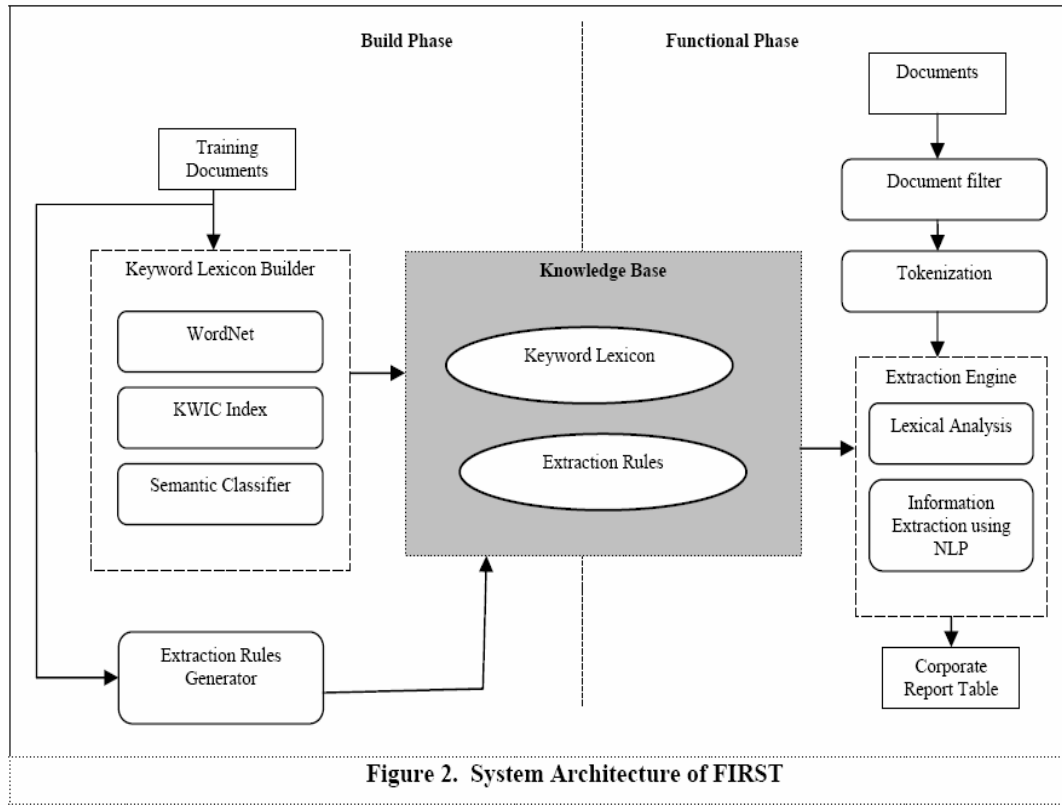 Build Phase
Functional Phase
Training
Documents
Keyword Lexicon Builder
WordNet
KWIC Index
Semantic Classifier
Extraction Rules
Generator
Knowledge Base
Keyword Lexicon
Extraction Rules
Documents
Document filter
Tokenization
Extraction Engine
Lexical Analysis
Information
Extraction using
NLP
Corporate
Report Table
Figure 2. System Architecture of FIRST